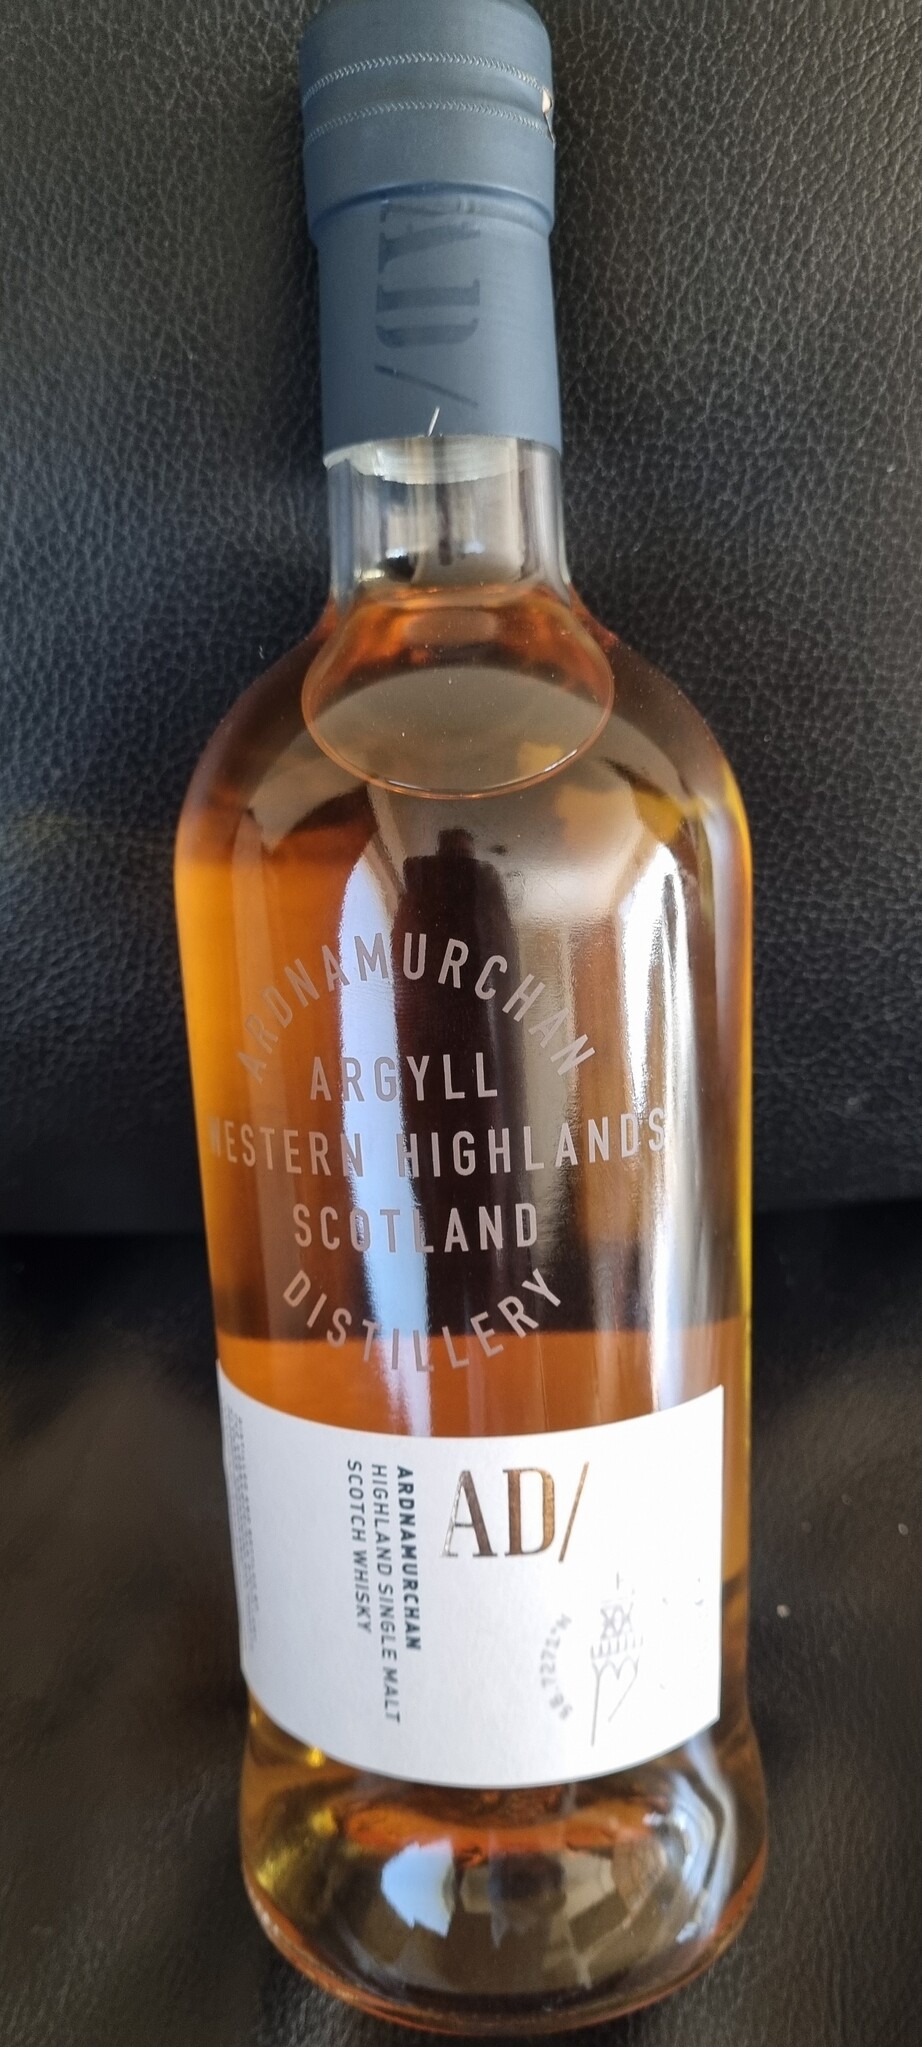 AD/
ARDNAMURCHAN
ARGYLL
WESTERN HIGHLANDS
SCOTLAND
DISTILLERY
AD/
ARDNAMURCHAN
HIGHLAND SINGLE MALT
SCOTCH WHISKY